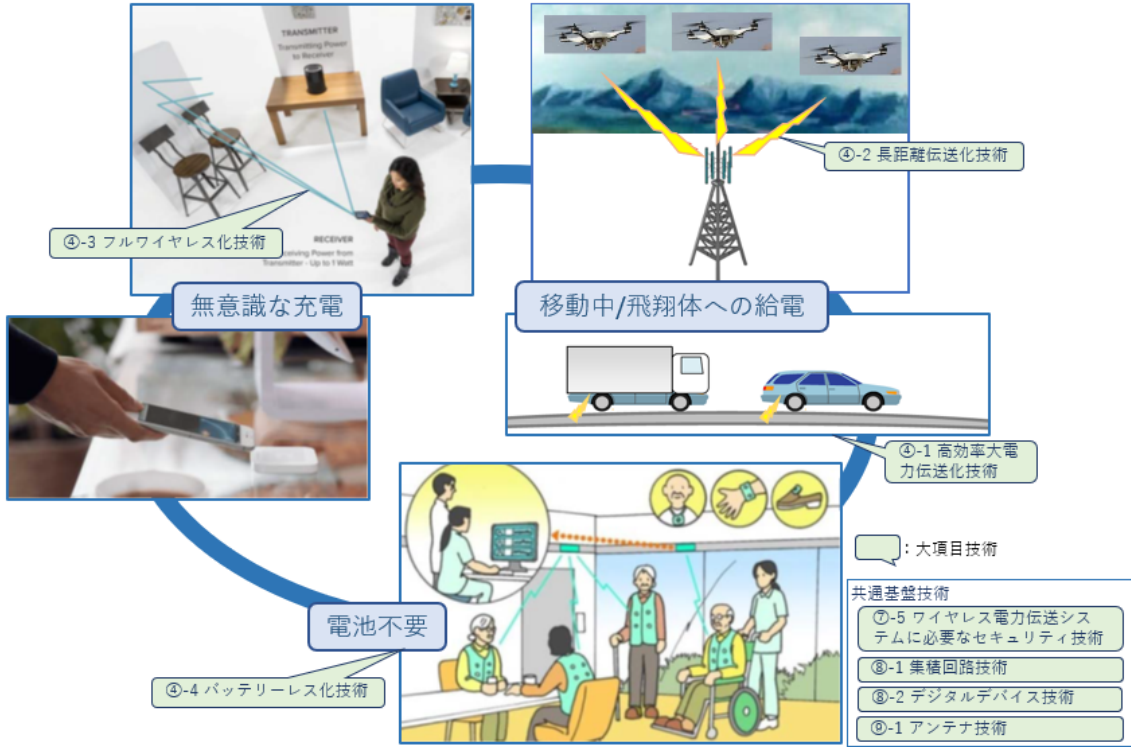 TRANSMITTER
Transmitting Power
to Receiver
④-2 長距離伝送化技術
④-3 フルワイヤレス化技術
RECEIVER
Receiving Power from
Transmitter - Up to 1 Watt
無意識な充電
移動中/飛翔体への給電
④-1 高効率大電
力伝送化技術
：大項目技術
電池不要
④-4 バッテリーレス化技術
共通基盤技術
⑦-5 ワイヤレス電力伝送シス
テムに必要なセキュリティ技術
⑧-1 集積回路技術
⑧-2 デジタルデバイス技術
⑨-1 アンテナ技術